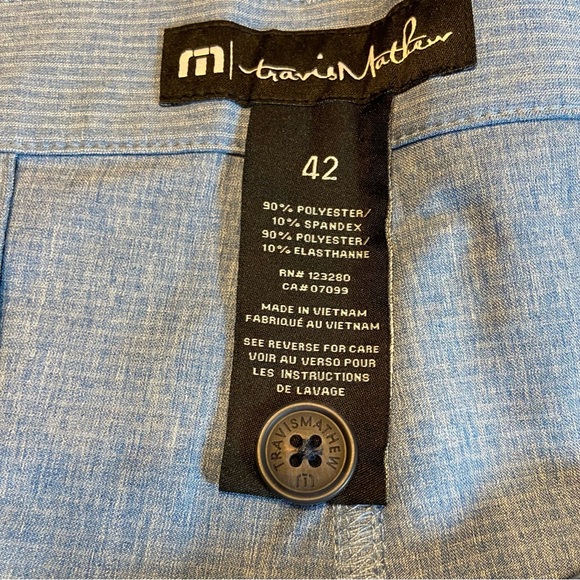 m | travisMathew
42
90% POLYESTER/
10% SPANDEX
90% POLYESTER/
10% ELASTHANNE
RN# 123280
CA# 07099
MADE IN VIETNAM
FABRIQUÉ AU VIETNAM
SEE REVERSE FOR CARE
VOIR AU VERSO POUR
LES INSTRUCTIONS
DE LAVAGE
TRAVISMATHEW
m